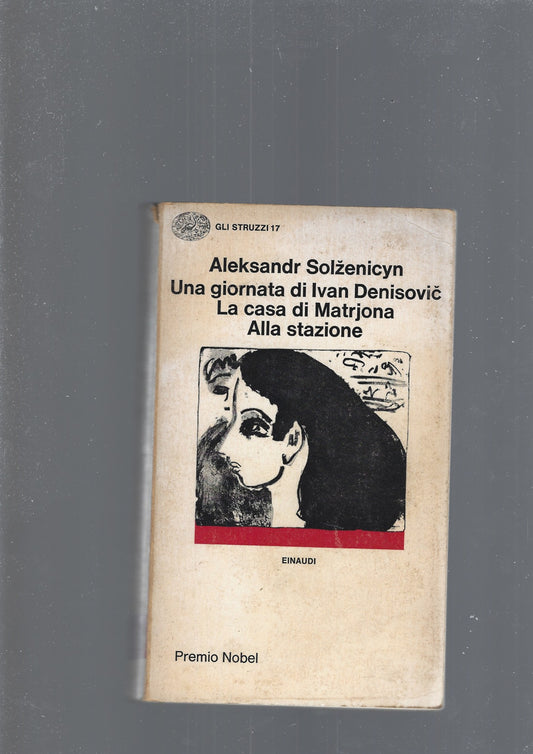 GLI STRUZZI 17
Aleksandr Solženicyn
Una giornata di Ivan Denisovič
La casa di Matrjona
Alla stazione
EINAUDI
Premio Nobel